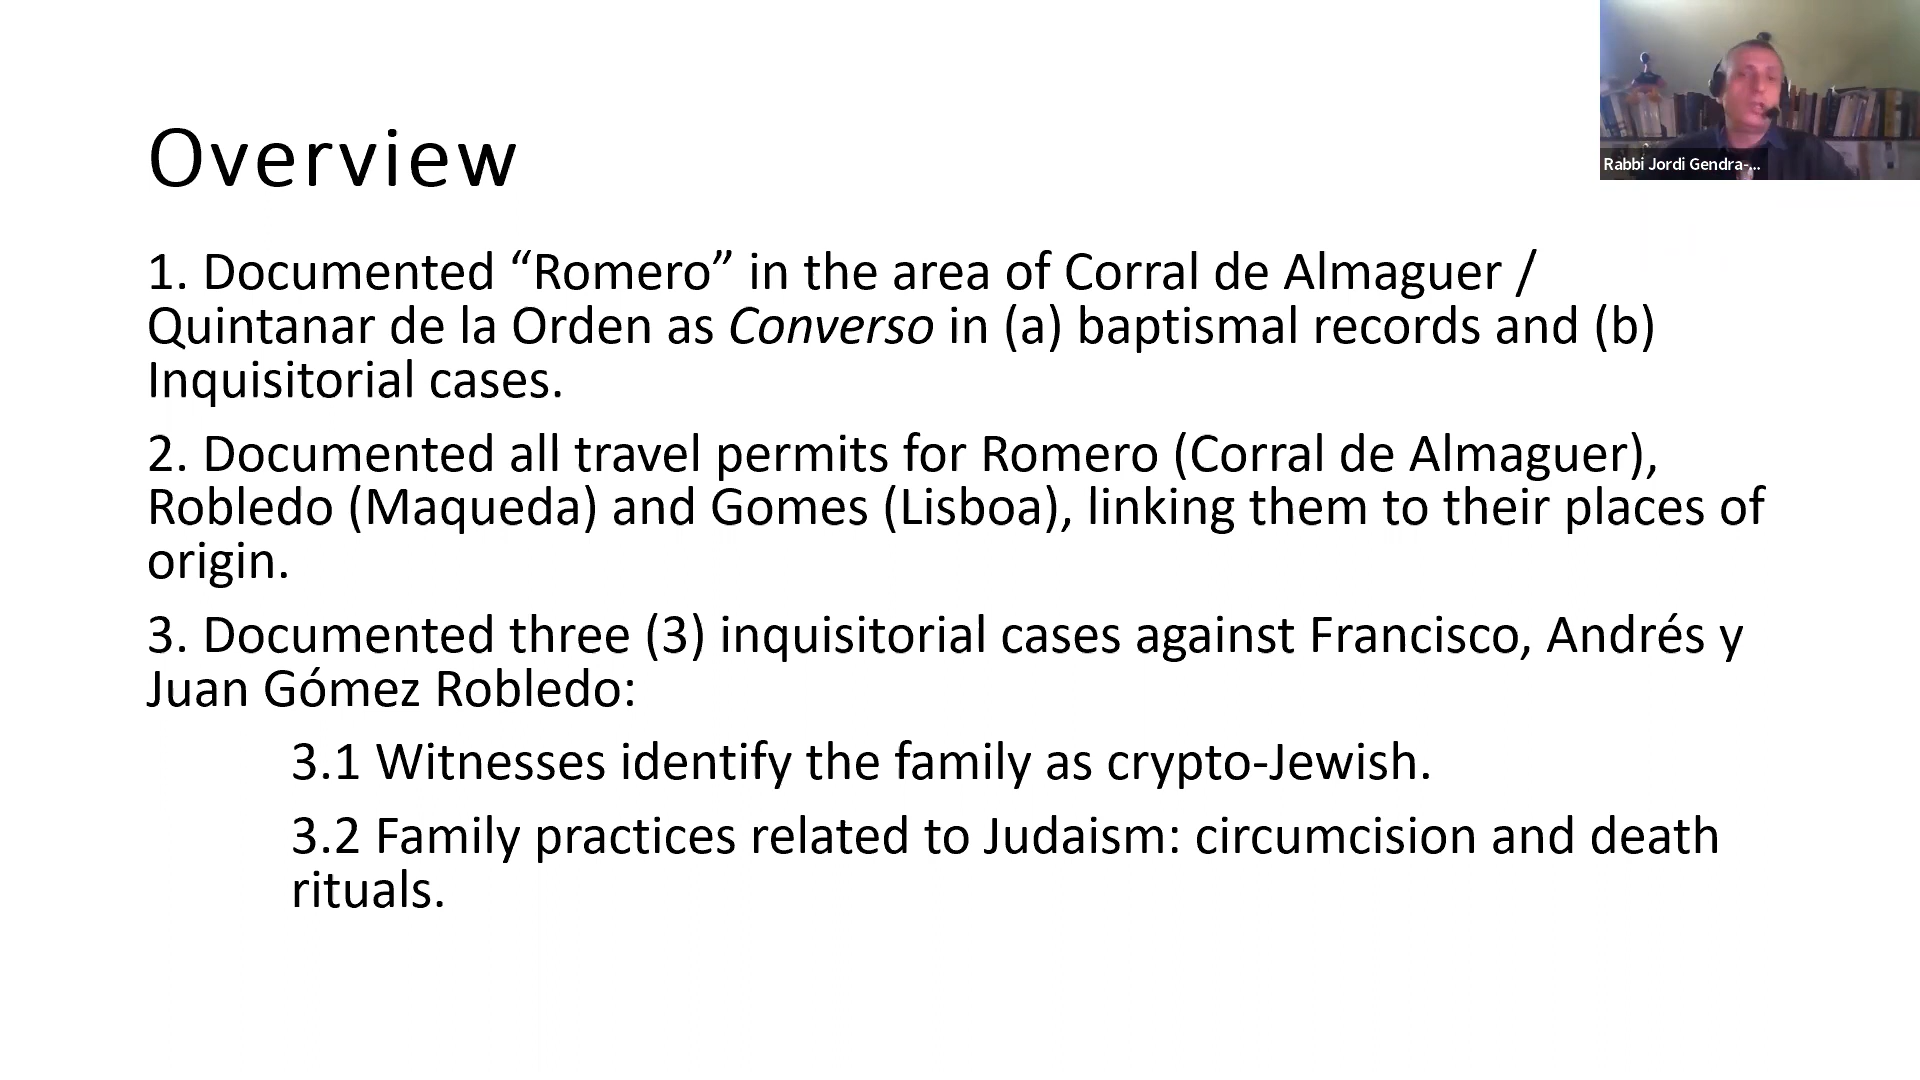 Rabbi Jordi Gendra-...
Overview
1. Documented “Romero” in the area of Corral de Almaguer /
Quintanar de la Orden as Converso in (a) baptismal records and (b)
Inquisitorial cases.
2. Documented all travel permits for Romero (Corral de Almaguer),
Robledo (Maqueda) and Gomes (Lisboa), linking them to their places of
origin.
3. Documented three (3) inquisitorial cases against Francisco, Andrés y
Juan Gómez Robledo:
3.1 Witnesses identify the family as crypto-Jewish.
3.2 Family practices related to Judaism: circumcision and death
rituals.